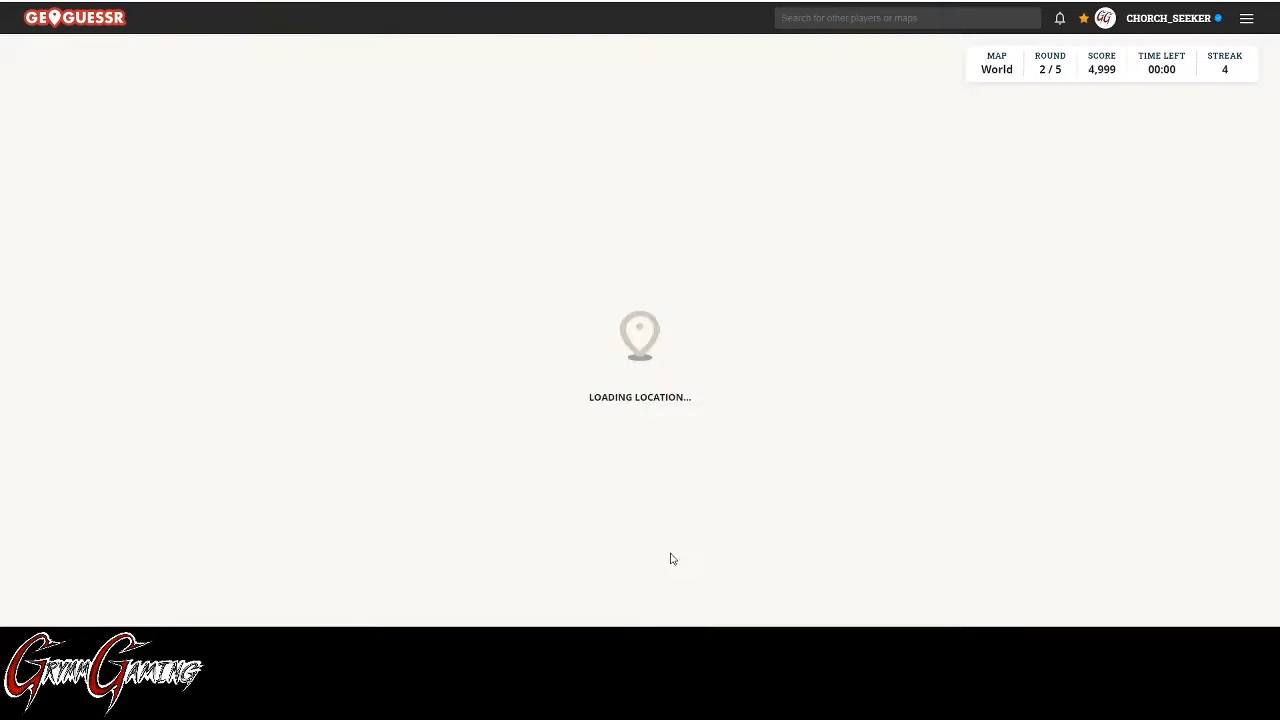 GEOGUESSR
Search for other players or maps
GG
CHORCH_SEEKER
MAP ROUND SCORE TIME LEFT STREAK
World 2 / 5 4,999 00:00 4
LOADING LOCATION...
GRIMGAMING